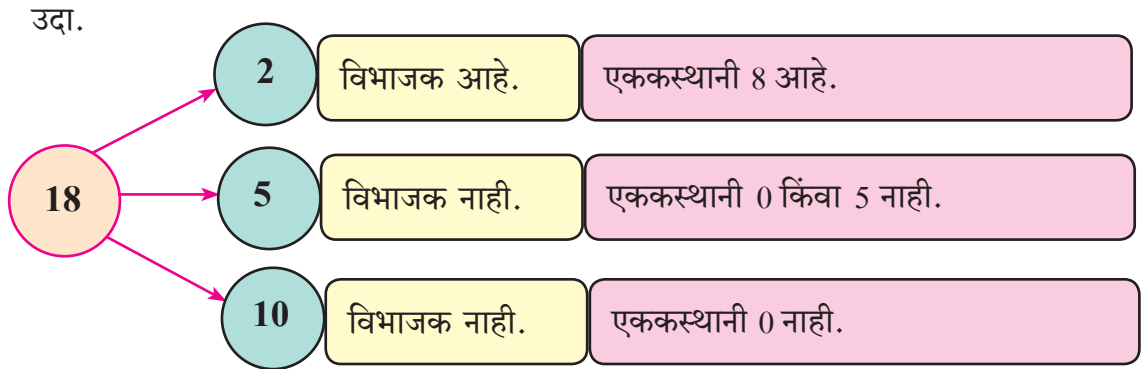 उदा.
2 विभाजक आहे. एककस्थानी 8 आहे.
18 5 विभाजक नाही. एककस्थानी 0 किंवा 5 नाही.
10 विभाजक नाही. एककस्थानी 0 नाही.